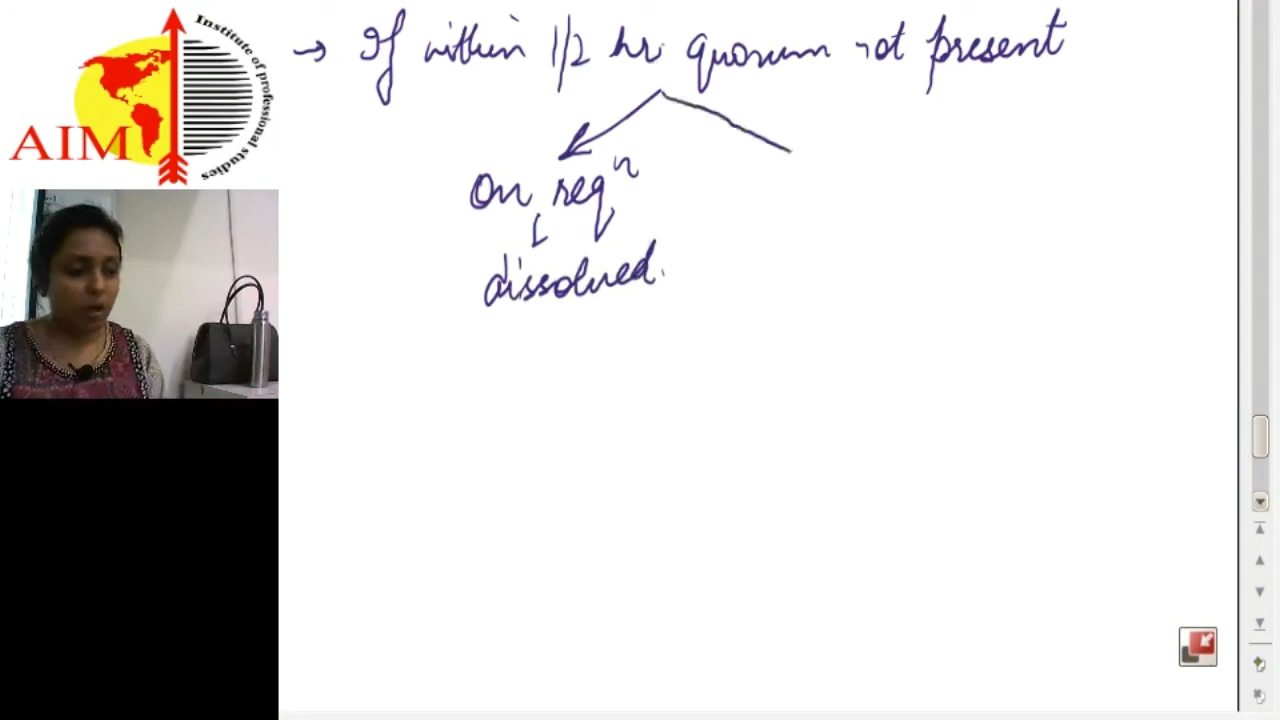 AIM
Institute of professional studies
→ If within 1/2 hr quorum not present
On reqⁿ
dissolved.